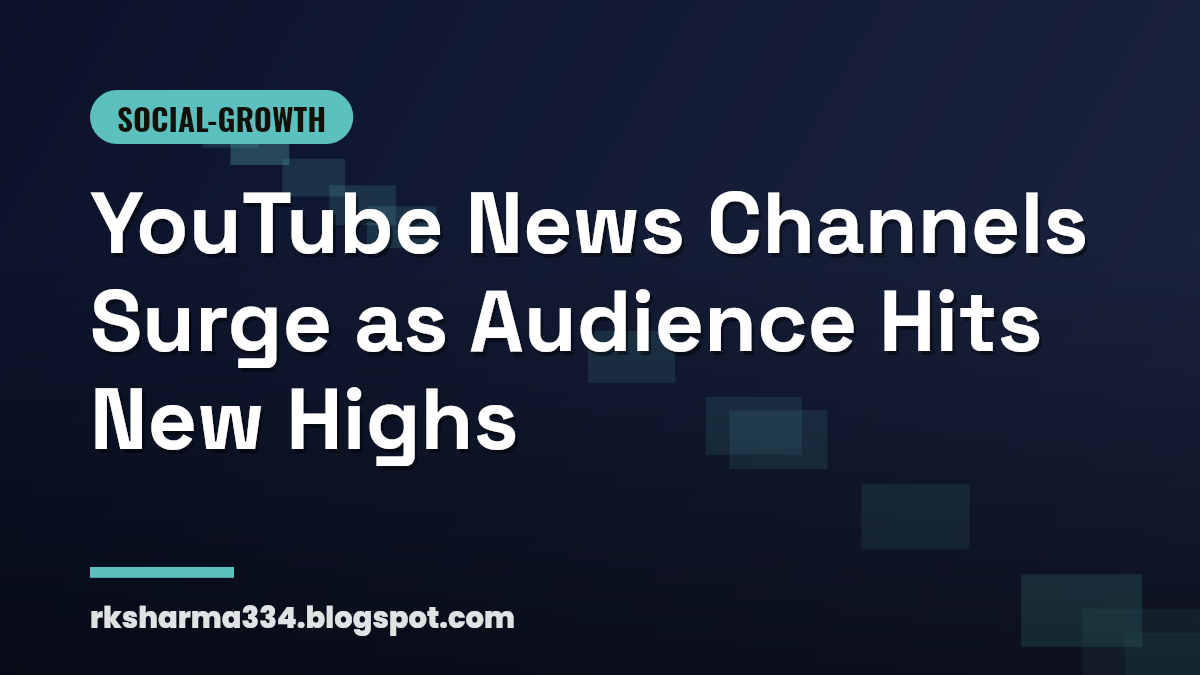 SOCIAL-GROWTH
YouTube News Channels
Surge as Audience Hits
New Highs
rksharma334.blogspot.com